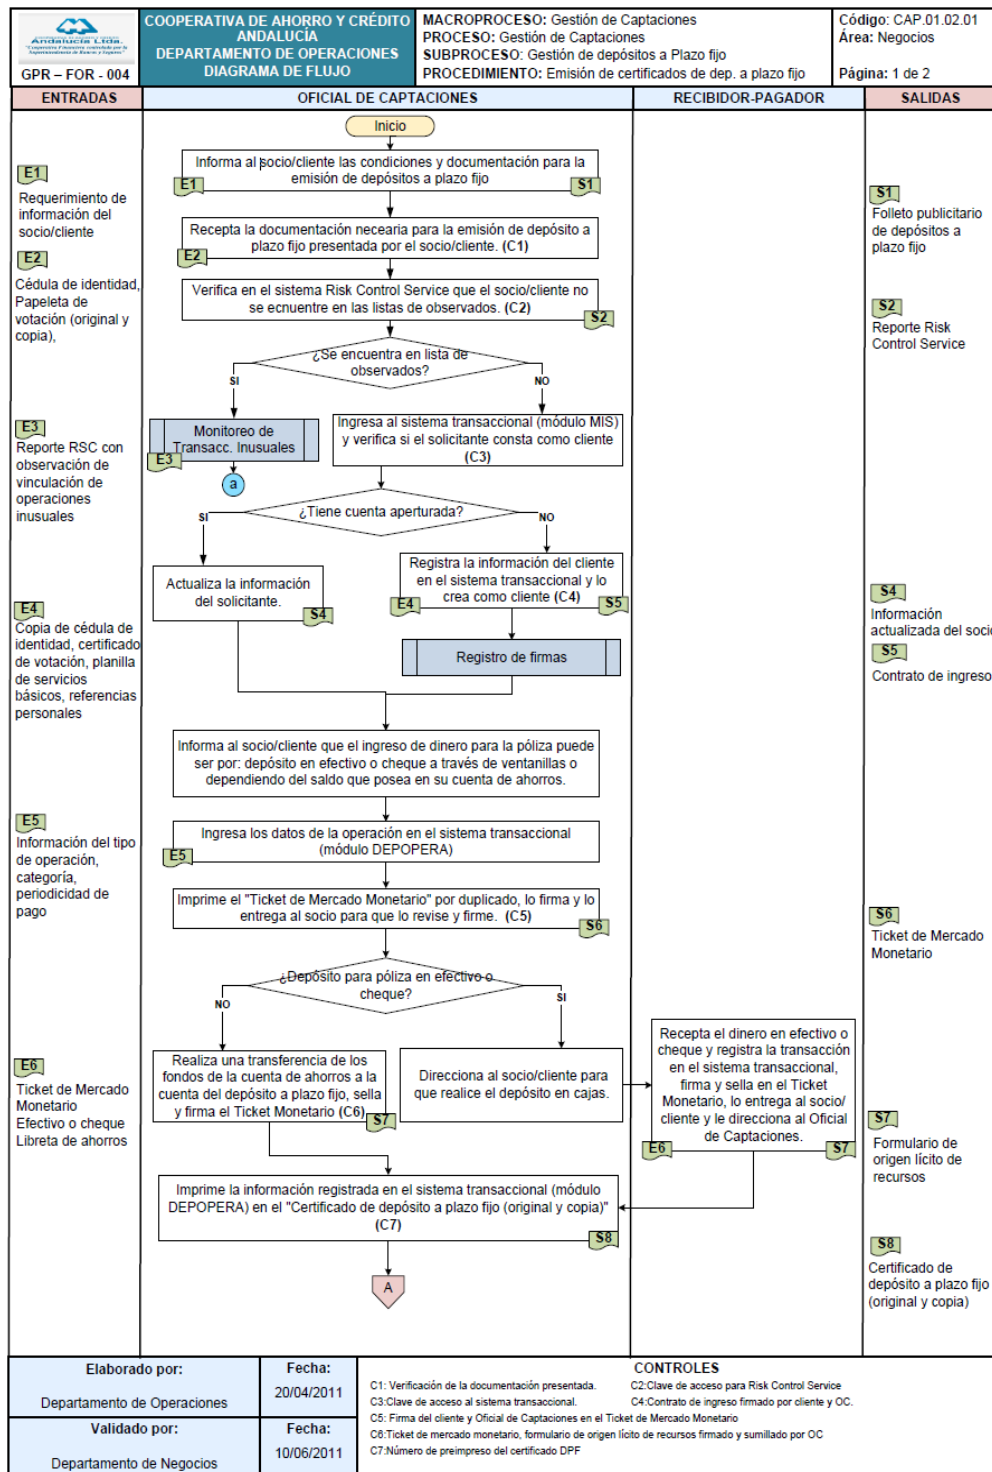 Andalucía Ltda.
GPR – FOR - 004
COOPERATIVA DE AHORRO Y CRÉDITO
ANDALUCÍA
DEPARTAMENTO DE OPERACIONES
DIAGRAMA DE FLUJO
MACROPROCESO: Gestión de Captaciones
PROCESO: Gestión de Captaciones
SUBPROCESO: Gestión de depósitos a Plazo fijo
PROCEDIMIENTO: Emisión de certificados de dep. a plazo fijo
Código: CAP.01.02.01
Área: Negocios
Página: 1 de 2
ENTRADAS
OFICIAL DE CAPTACIONES
RECIBIDOR-PAGADOR
SALIDAS
Inicio
Informa al socio/cliente las condiciones y documentación para la
emisión de depósitos a plazo fijo
E1
S1
E1
Requerimiento de
información del
socio/cliente
S1
Folleto publicitario
de depósitos a
plazo fijo
Recepta la documentación necearia para la emisión de depósito a
plazo fijo presentada por el socio/cliente. (C1)
E2
E2
Cédula de identidad,
Papeleta de
votación (original y
copia),
Verifica en el sistema Risk Control Service que el socio/cliente no
se ecnuentre en las listas de observados. (C2)
S2
S2
Reporte Risk
Control Service
¿Se encuentra en lista de
observados?
SI
NO
Monitoreo de
Transacc. Inusuales
E3
a
Ingresa al sistema transaccional (módulo MIS)
y verifica si el solicitante consta como cliente
(C3)
E3
Reporte RSC con
observación de
vinculación de
operaciones
inusuales
¿Tiene cuenta aperturada?
SI
NO
Actualiza la información
del solicitante.
S4
Registra la información del cliente
en el sistema transaccional y lo
crea como cliente (C4)
E4
S5
Registro de firmas
E4
Copia de cédula de
identidad, certificado
de votación, planilla
de servicios
básicos, referencias
personales
S4
Información
actualizada del socio
S5
Contrato de ingreso
Informa al socio/cliente que el ingreso de dinero para la póliza puede
ser por: depósito en efectivo o cheque a través de ventanillas o
dependiendo del saldo que posea en su cuenta de ahorros.
Ingresa los datos de la operación en el sistema transaccional
(módulo DEPOPERA)
E5
E5
Información del tipo
de operación,
categoría,
periodicidad de
pago
Imprime el "Ticket de Mercado Monetario" por duplicado, lo firma y lo
entrega al socio para que lo revise y firme. (C5)
S6
S6
Ticket de Mercado
Monetario
¿Depósito para póliza en efectivo o
cheque?
NO
SI
Realiza una transferencia de los
fondos de la cuenta de ahorros a la
cuenta del depósito a plazo fijo, sella
y firma el Ticket Monetario (C6)
S7
Direcciona al socio/cliente para
que realice el depósito en cajas.
Recepta el dinero en efectivo o
cheque y registra la transacción
en el sistema transaccional,
firma y sella en el Ticket
Monetario, lo entrega al socio/
cliente y le direcciona al Oficial
de Captaciones.
E6
S7
E6
Ticket de Mercado
Monetario
Efectivo o cheque
Libreta de ahorros
S7
Formulario de
origen lícito de
recursos
Imprime la información registrada en el sistema transaccional (módulo
DEPOPERA) en el "Certificado de depósito a plazo fijo (original y copia)"
(C7)
S8
S8
Certificado de
depósito a plazo fijo
(original y copia)
A
Elaborado por:
Departamento de Operaciones
Fecha:
20/04/2011
Validado por:
Departamento de Negocios
Fecha:
10/06/2011
CONTROLES
C1: Verificación de la documentación presentada.
C2:Clave de acceso para Risk Control Service
C3:Clave de acceso al sistema transaccional.
C4:Contrato de ingreso firmado por cliente y OC.
C5: Firma del cliente y Oficial de Captaciones en el Ticket de Mercado Monetario
C6:Ticket de mercado monetario, formulario de origen lícito de recursos firmado y sumillado por OC
C7:Número de preimpreso del certificado DPF